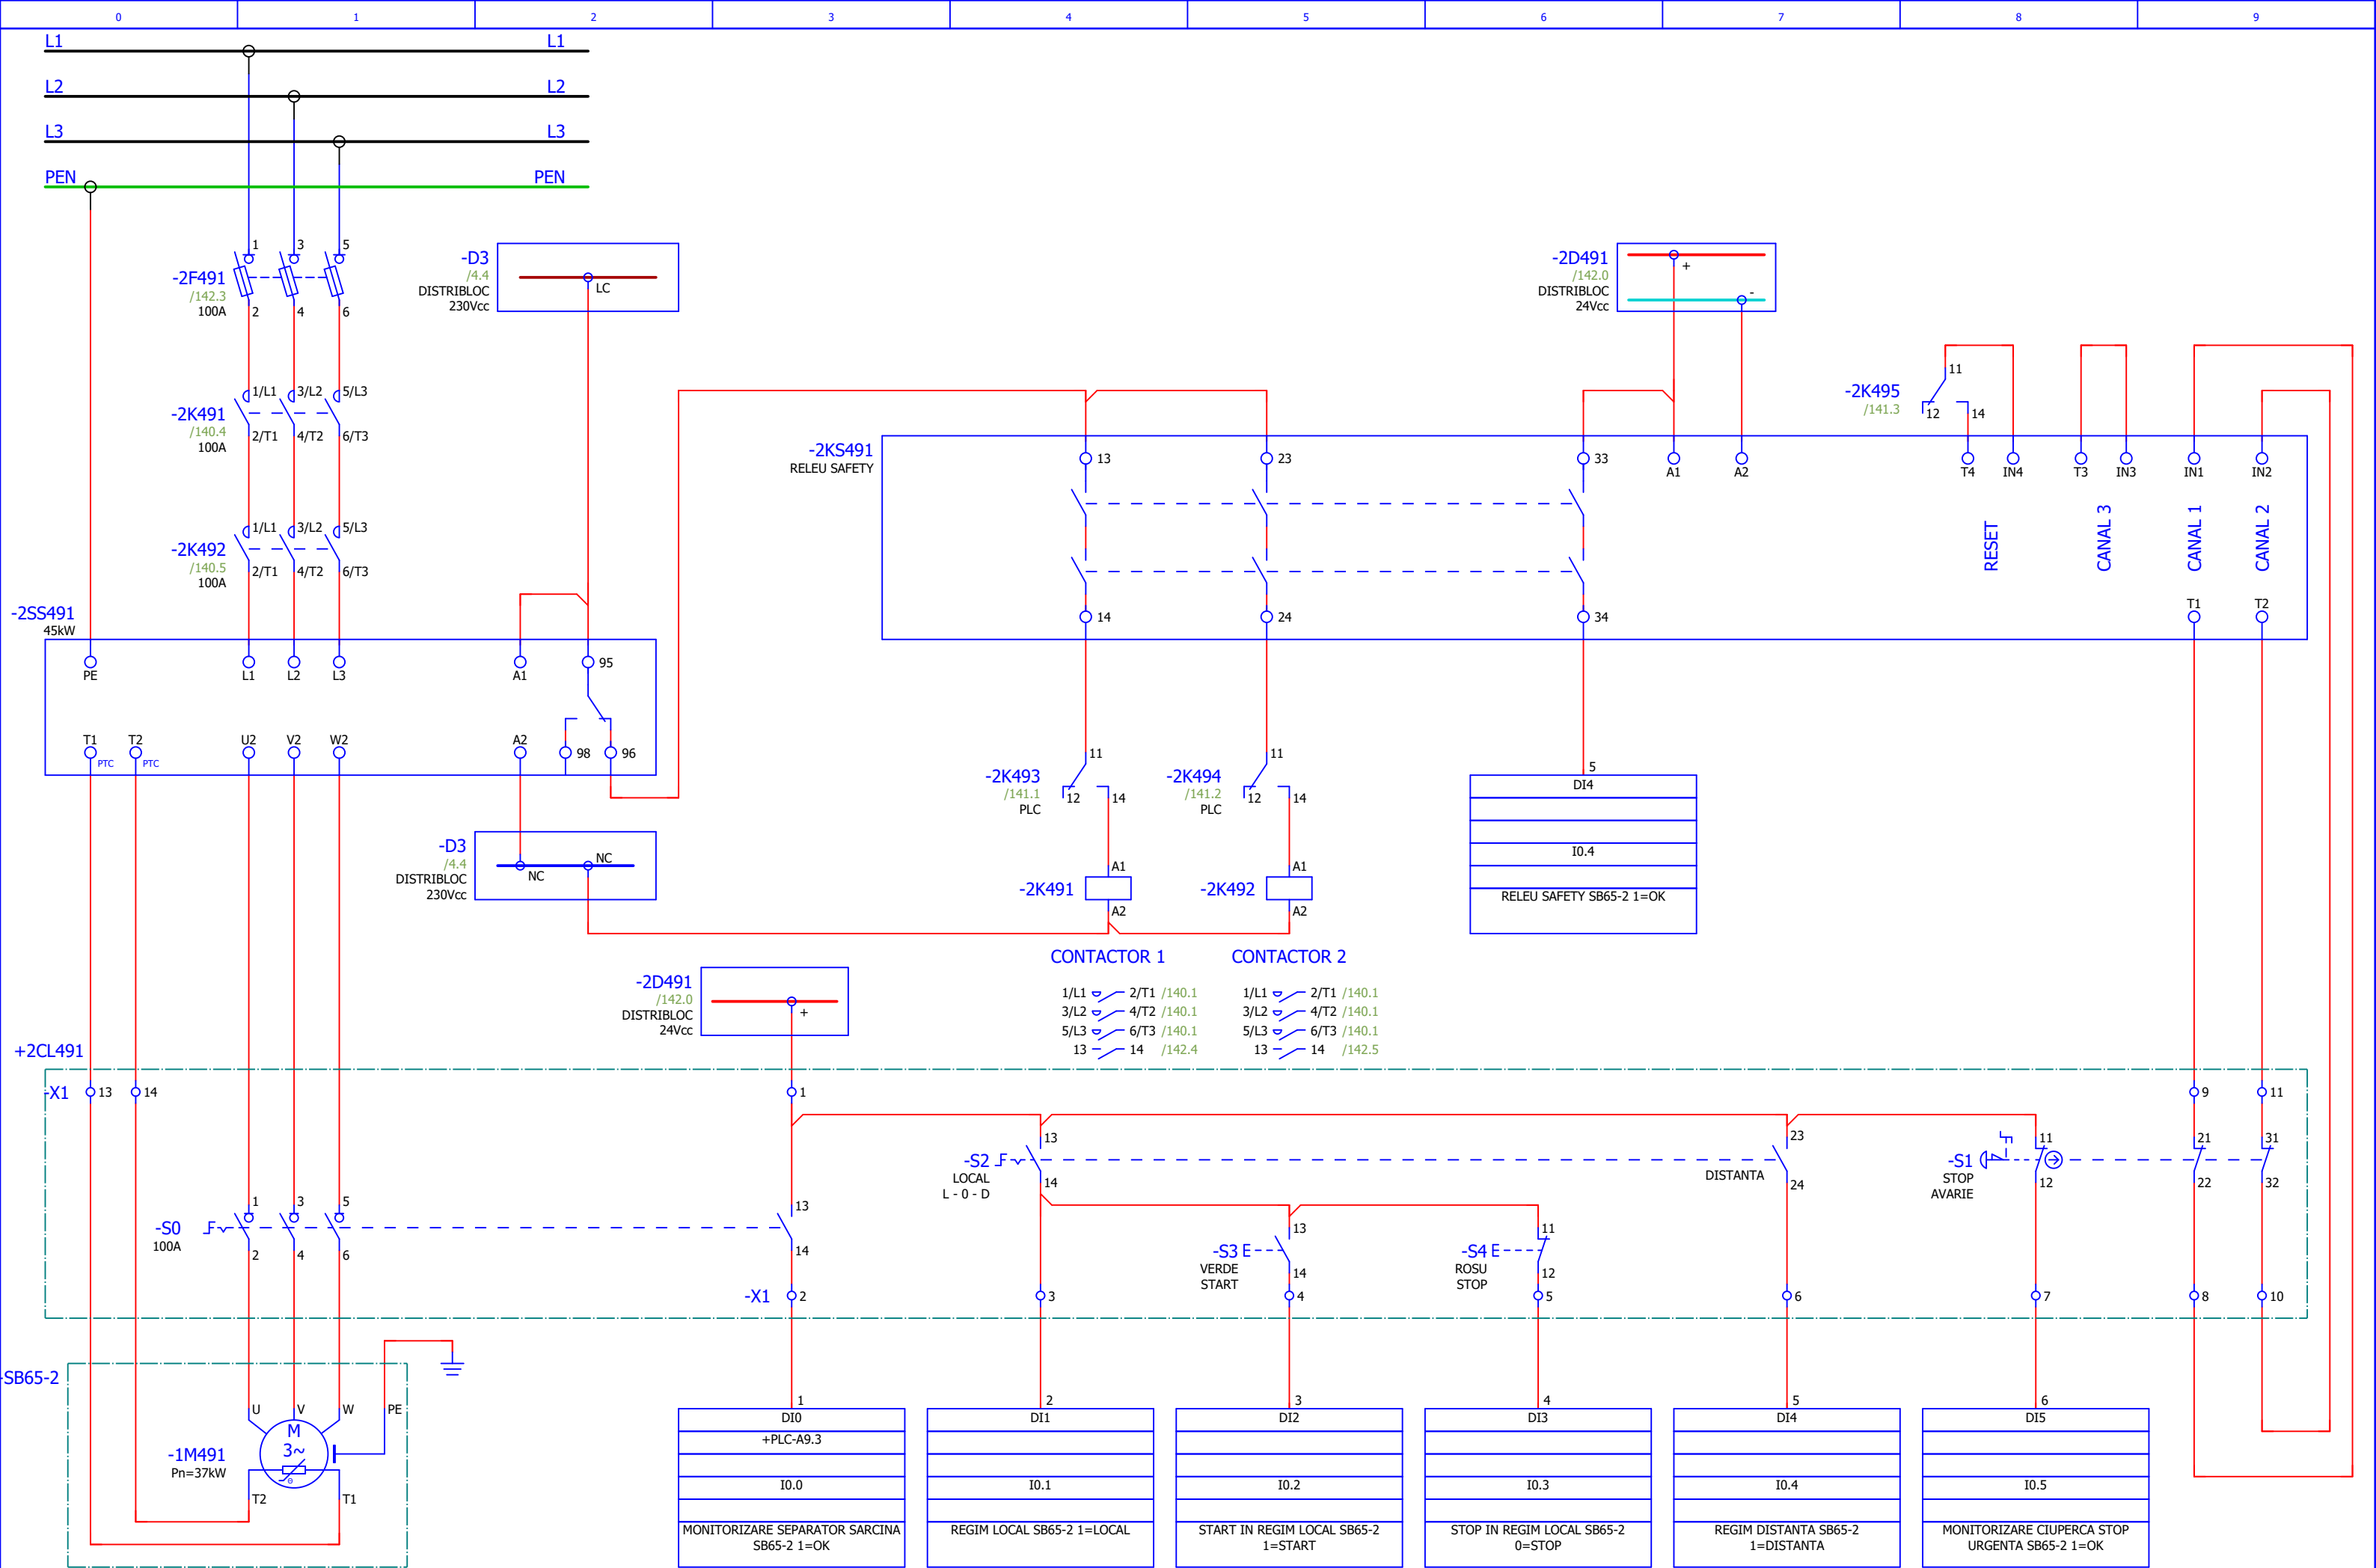 0 1 2 3 4 5 6 7 8 9
L1 L1
L2 L2
L3 L3
PEN PEN
1 3 5
-2F491
/142.3
100A
2 4 6
-D3
/4.4
DISTRIBLOC
230Vcc
LC
-2D491
/142.0
DISTRIBLOC
24Vcc
+
-
1/L1 3/L2 5/L3
-2K491
/140.4
100A
2/T1 4/T2 6/T3
-2K495
/141.3
11
12 14
1/L1 3/L2 5/L3
-2K492
/140.5
100A
2/T1 4/T2 6/T3
-2KS491
RELEU SAFETY
13 23 33 A1 A2 T4 IN4 T3 IN3 IN1 IN2
RESET
CANAL 3
CANAL 1
CANAL 2
14 24 34 T1 T2
-2SS491
45kW
PE L1 L2 L3 A1 95
T1 T2 U2 V2 W2 A2 98 96
PTC PTC
-2K493
/141.1
PLC
11
12 14
-2K494
/141.2
PLC
11
12 14
5
DI4
I0.4
RELEU SAFETY SB65-2 1=OK
-D3
/4.4
DISTRIBLOC
230Vcc
NC
NC
-2K491
A1
A2
-2K492
A1
A2
CONTACTOR 1
1/L1 2/T1 /140.1
3/L2 4/T2 /140.1
5/L3 6/T3 /140.1
13 14 /142.4
CONTACTOR 2
1/L1 2/T1 /140.1
3/L2 4/T2 /140.1
5/L3 6/T3 /140.1
13 14 /142.5
-2D491
/142.0
DISTRIBLOC
24Vcc
+
+2CL491
-X1 13 14 1 9 11
-S2
LOCAL
L - 0 - D
13
14
DISTANTA
23
24
-S1
STOP
AVARIE
11 21 31
12 22 32
-S0
100A
1 3 5 13
2 4 6 14
-S3
VERDE
START
13
14
-S4
ROSU
STOP
11
12
-X1 2 3 4 5 6 7 8 10
-SB65-2
U V W PE
M
3~
-1M491
Pn=37kW
T2 T1
1
DI0
+PLC-A9.3
I0.0
MONITORIZARE SEPARATOR SARCINA
SB65-2 1=OK
2
DI1
I0.1
REGIM LOCAL SB65-2 1=LOCAL
3
DI2
I0.2
START IN REGIM LOCAL SB65-2
1=START
4
DI3
I0.3
STOP IN REGIM LOCAL SB65-2
0=STOP
5
DI4
I0.4
REGIM DISTANTA SB65-2
1=DISTANTA
6
DI5
I0.5
MONITORIZARE CIUPERCA STOP
URGENTA SB65-2 1=OK